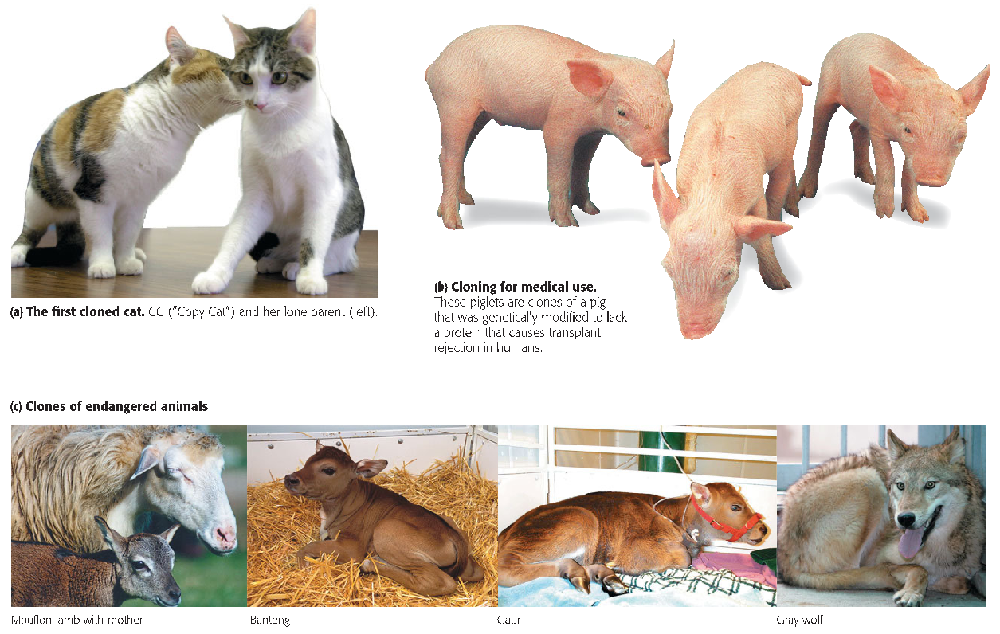 (a) The first cloned cat. CC ("Copy Cat") and her lone parent (left).
(b) Cloning for medical use.
These piglets are clones of a pig
that was genetically modified to lack
a protein that causes transplant
rejection in humans.
(c) Clones of endangered animals
Mouflon lamb with mother
Banteng
Gaur
Gray wolf